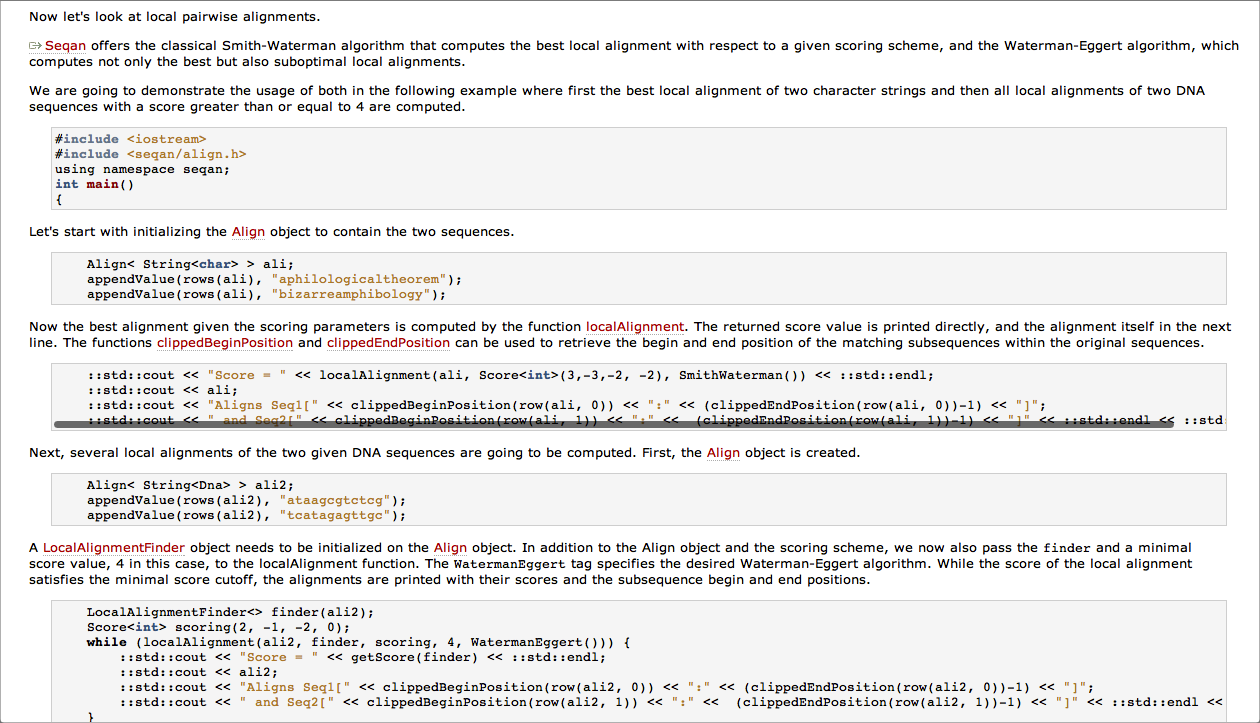 Now let's look at local pairwise alignments.
Seqan offers the classical Smith-Waterman algorithm that computes the best local alignment with respect to a given scoring scheme, and the Waterman-Eggert algorithm, which
computes not only the best but also suboptimal local alignments.
We are going to demonstrate the usage of both in the following example where first the best local alignment of two character strings and then all local alignments of two DNA
sequences with a score greater than or equal to 4 are computed.
#include <iostream>
#include <seqan/align.h>
using namespace seqan;
int main()
{
Let's start with initializing the Align object to contain the two sequences.
Align< String<char> > ali;
appendValue(rows(ali), "aphilologicaltheorem");
appendValue(rows(ali), "bizarreamphibology");
Now the best alignment given the scoring parameters is computed by the function localAlignment. The returned score value is printed directly, and the alignment itself in the next
line. The functions clippedBeginPosition and clippedEndPosition can be used to retrieve the begin and end position of the matching subsequences within the original sequences.
::std::cout << "Score = " << localAlignment(ali, Score<int>(3,-3,-2, -2), SmithWaterman()) << ::std::endl;
::std::cout << ali;
::std::cout << "Aligns Seq1[" << clippedBeginPosition(row(ali, 0)) << ":" << (clippedEndPosition(row(ali, 0))-1) << "]";
::std::cout << " and Seq2[" << clippedBeginPosition(row(ali, 1)) << ":" <<  (clippedEndPosition(row(ali, 1))-1) << "]" << ::std::endl << ::std
Next, several local alignments of the two given DNA sequences are going to be computed. First, the Align object is created.
Align< String<Dna> > ali2;
appendValue(rows(ali2), "ataagcgtctcg");
appendValue(rows(ali2), "tcatagagttgc");
A LocalAlignmentFinder object needs to be initialized on the Align object. In addition to the Align object and the scoring scheme, we now also pass the finder and a minimal
score value, 4 in this case, to the localAlignment function. The WatermanEggert tag specifies the desired Waterman-Eggert algorithm. While the score of the local alignment
satisfies the minimal score cutoff, the alignments are printed with their scores and the subsequence begin and end positions.
LocalAlignmentFinder<> finder(ali2);
Score<int> scoring(2, -1, -2, 0);
while (localAlignment(ali2, finder, scoring, 4, WatermanEggert())) {
::std::cout << "Score = " << getScore(finder) << ::std::endl;
::std::cout << ali2;
::std::cout << "Aligns Seq1[" << clippedBeginPosition(row(ali2, 0)) << ":" << (clippedEndPosition(row(ali2, 0))-1) << "]";
::std::cout << " and Seq2[" << clippedBeginPosition(row(ali2, 1)) << ":" <<  (clippedEndPosition(row(ali2, 1))-1) << "]" << ::std::endl <<
}